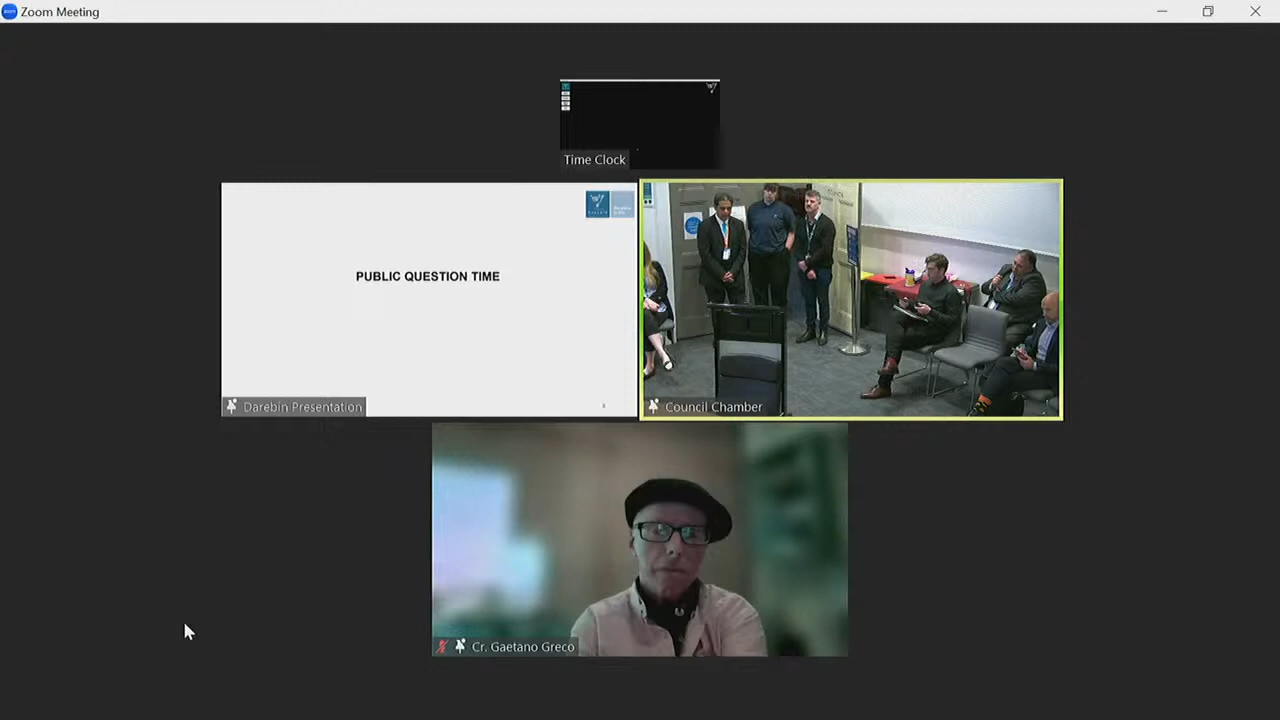 Zoom Meeting
Time Clock
PUBLIC QUESTION TIME
Darebin Presentation
Council Chamber
Cr. Gaetano Greco